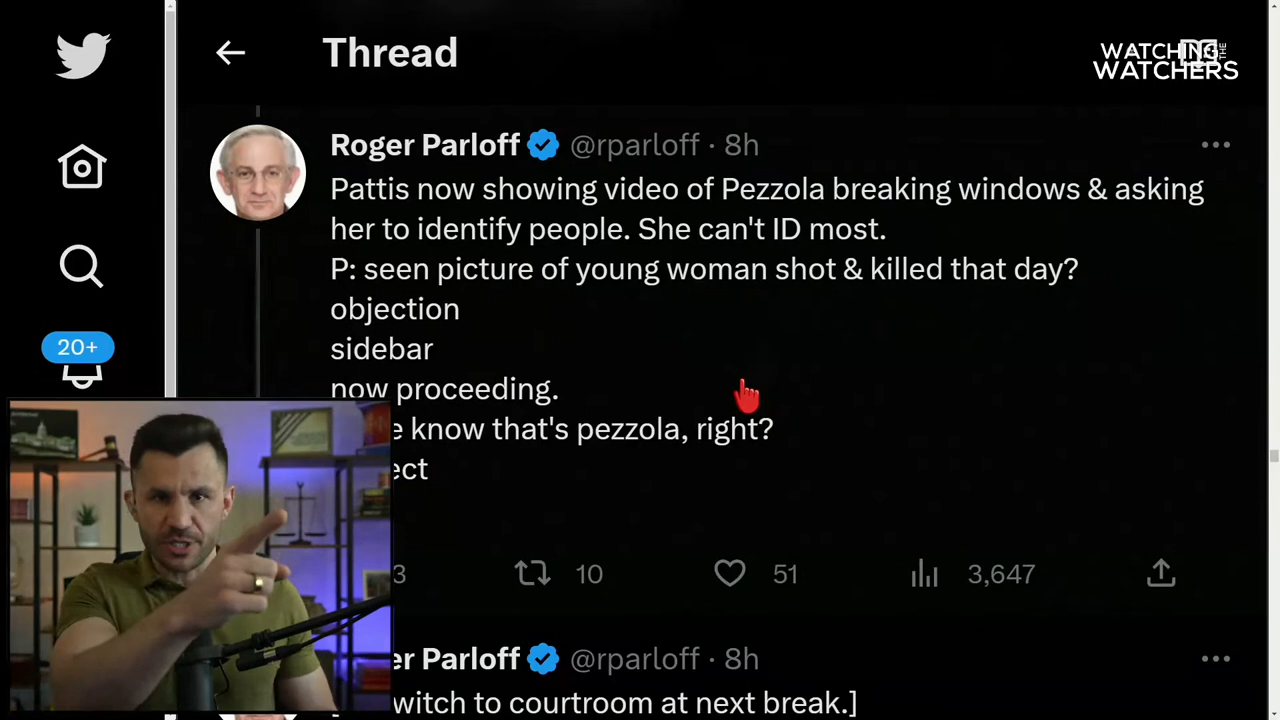 Thread
WATCHING THE
WATCHERS
Roger Parloff @rparloff · 8h
Pattis now showing video of Pezzola breaking windows & asking
her to identify people. She can't ID most.
P: seen picture of young woman shot & killed that day?
objection
sidebar
now proceeding.
e know that's pezzola, right?
ect
20+
3 10 51 3,647
er Parloff @rparloff · 8h
witch to courtroom at next break.]